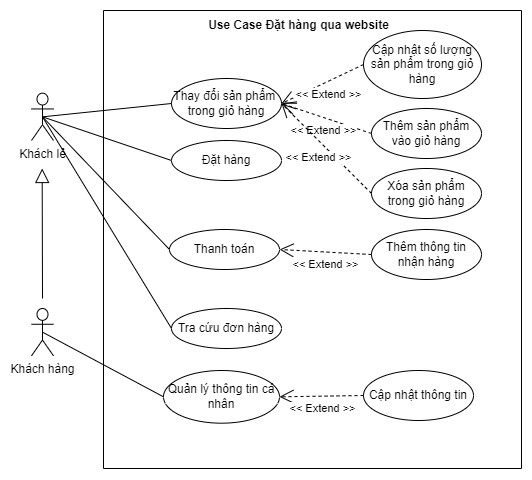 Use Case Đặt hàng qua website
Cập nhật số lượng
sản phẩm trong giỏ
hàng
Thay đổi sản phẩm
trong giỏ hàng
<< Extend >>
Thêm sản phẩm
vào giỏ hàng
<< Extend >>
Khách lẻ
Đặt hàng
<< Extend >>
Xóa sản phẩm
trong giỏ hàng
Thanh toán
Thêm thông tin
nhận hàng
<< Extend >>
Tra cứu đơn hàng
Khách hàng
Quản lý thông tin cá
nhân
Cập nhật thông tin
<< Extend >>